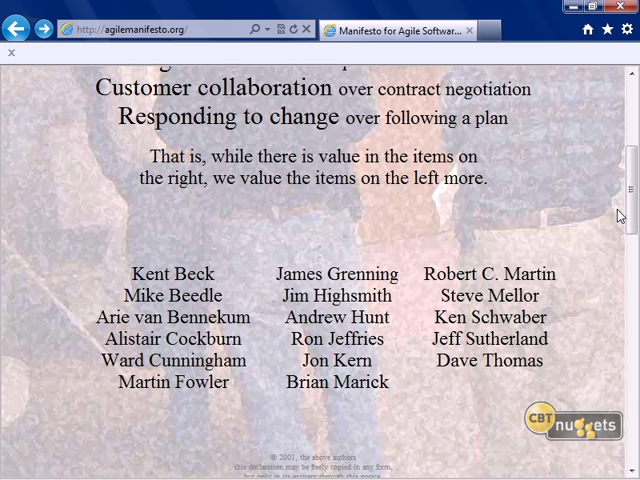 http://agilemanifesto.org/
Manifesto for Agile Softwar...
x
Customer collaboration over contract negotiation
Responding to change over following a plan
That is, while there is value in the items on
the right, we value the items on the left more.
Kent Beck James Grenning Robert C. Martin
Mike Beedle Jim Highsmith Steve Mellor
Arie van Bennekum Andrew Hunt Ken Schwaber
Alistair Cockburn Ron Jeffries Jeff Sutherland
Ward Cunningham Jon Kern Dave Thomas
Martin Fowler Brian Marick
CBT nuggets
© 2001, the above authors
this declaration may be freely copied in any form,